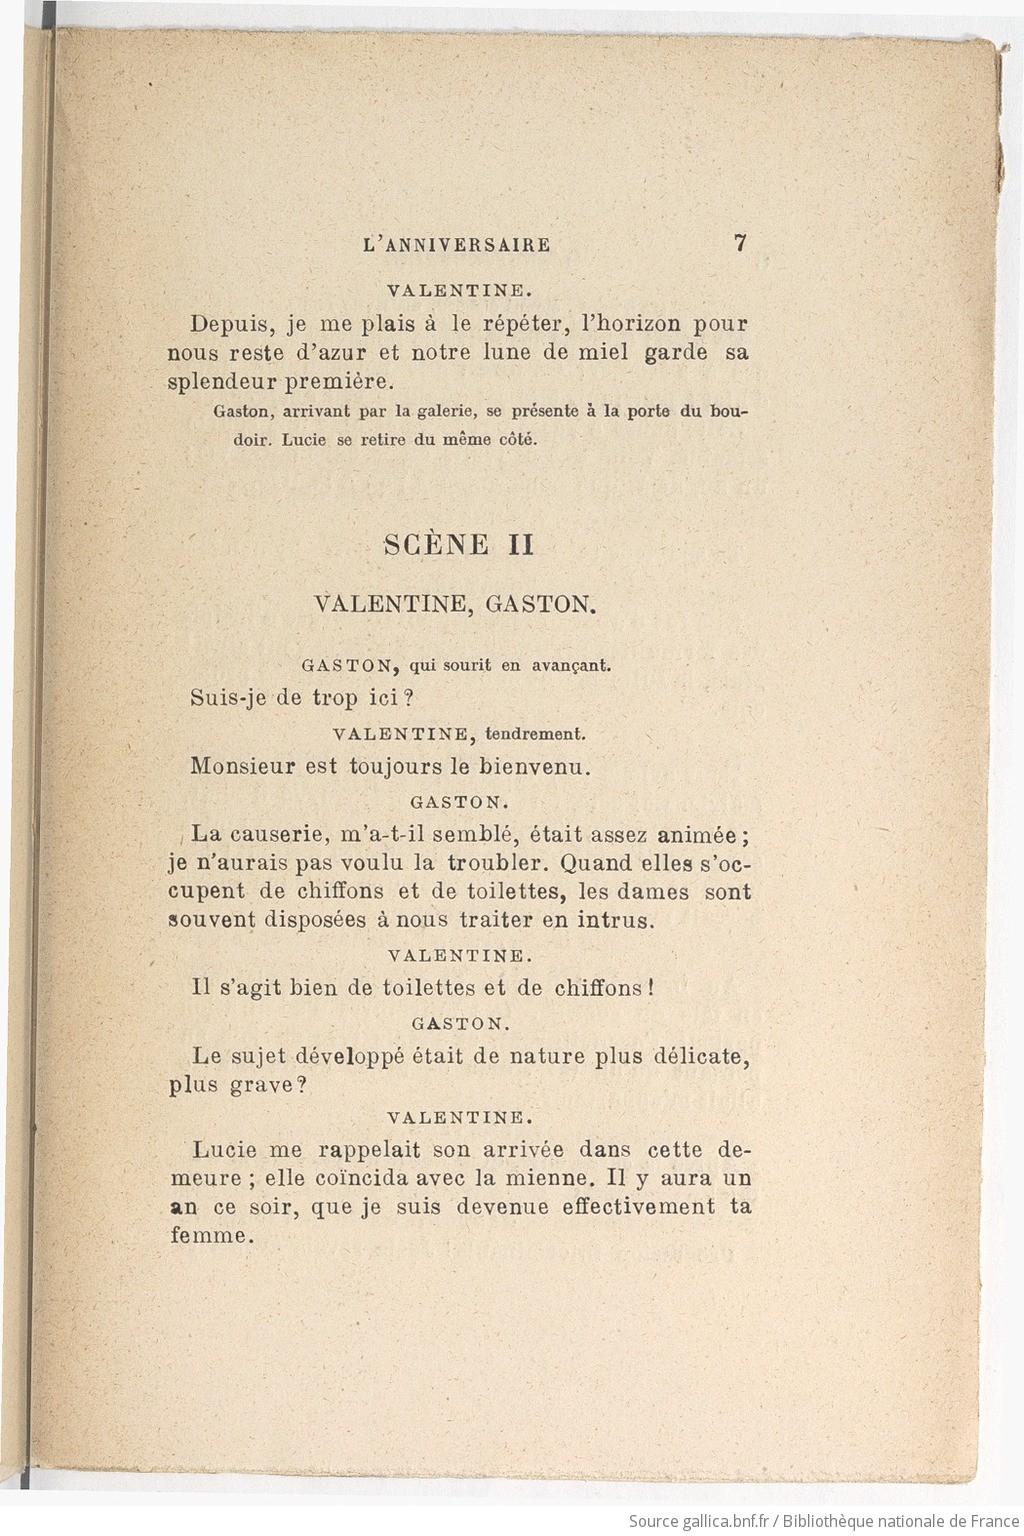 L'ANNIVERSAIRE 7
VALENTINE.
Depuis, je me plais à le répéter, l'horizon pour
nous reste d'azur et notre lune de miel garde sa
splendeur première.
Gaston, arrivant par la galerie, se présente à la porte du bou-
doir. Lucie se retire du même côté.
SCÈNE II
VALENTINE, GASTON.
GASTON, qui sourit en avançant.
Suis-je de trop ici ?
VALENTINE, tendrement.
Monsieur est toujours le bienvenu.
GASTON.
La causerie, m'a-t-il semblé, était assez animée ;
je n'aurais pas voulu la troubler. Quand elles s'oc-
cupent de chiffons et de toilettes, les dames sont
souvent disposées à nous traiter en intrus.
VALENTINE.
Il s'agit bien de toilettes et de chiffons !
GASTON.
Le sujet développé était de nature plus délicate,
plus grave ?
VALENTINE.
Lucie me rappelait son arrivée dans cette de-
meure ; elle coïncida avec la mienne. Il y aura un
an ce soir, que je suis devenue effectivement ta
femme.
Source gallica.bnf.fr / Bibliothèque nationale de France